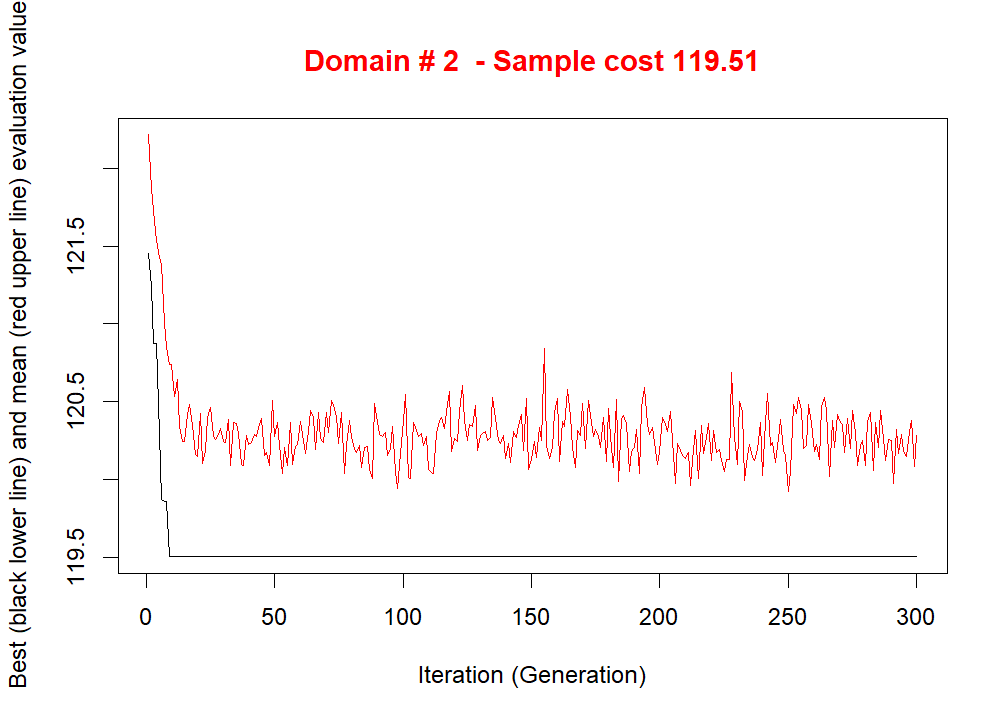 Domain # 2  - Sample cost 119.51
Best (black lower line) and mean (red upper line) evaluation value
121.5
120.5
119.5
0 50 100 150 200 250 300
Iteration (Generation)